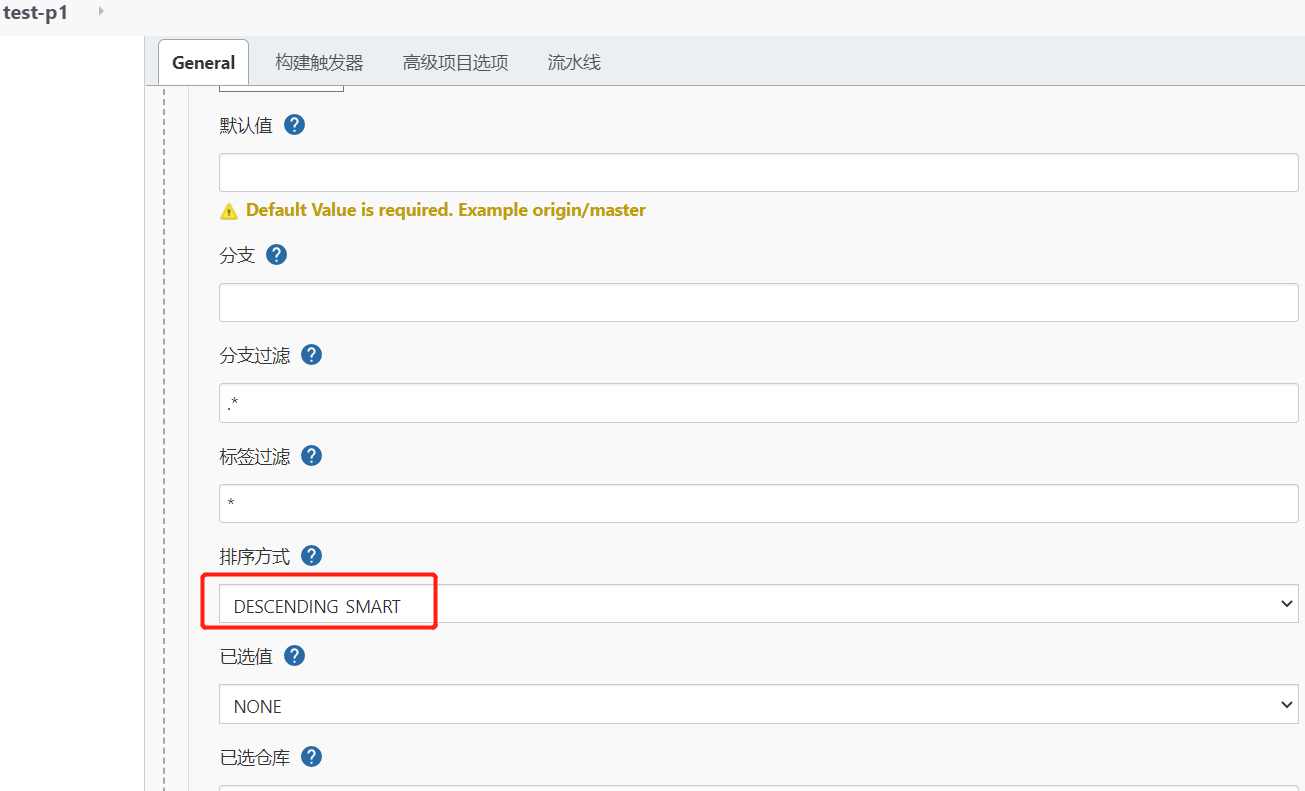 test-p1
General 构建触发器 高级项目选项 流水线
默认值 ?
Default Value is required. Example origin/master
分支 ?
分支过滤 ?
.*
标签过滤 ?
*
排序方式 ?
DESCENDING SMART
已选值 ?
NONE
已选仓库 ?